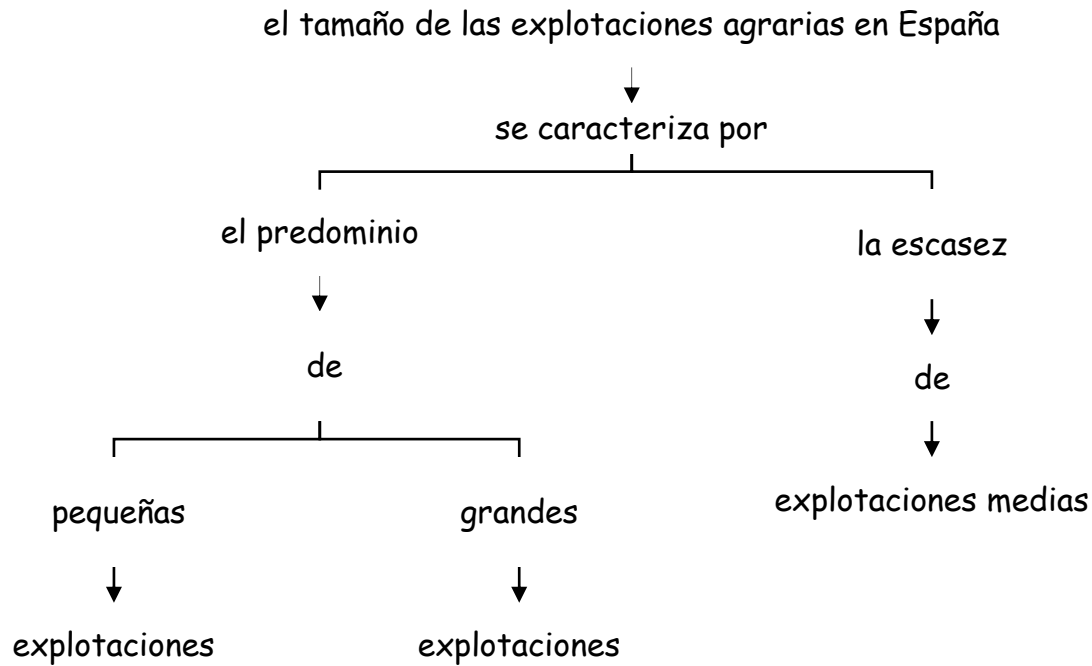 el tamaño de las explotaciones agrarias en España
se caracteriza por
el predominio
la escasez
de
de
pequeñas
grandes
explotaciones medias
explotaciones
explotaciones